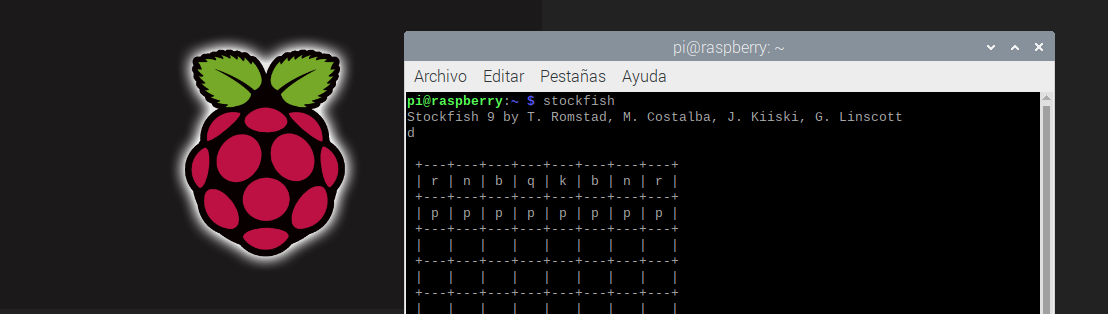 pi@raspberry: ~
Archivo Editar Pestañas Ayuda
pi@raspberry:~ $ stockfish
Stockfish 9 by T. Romstad, M. Costalba, J. Kiiski, G. Linscott
d
+---+---+---+---+---+---+---+---+
| r | n | b | q | k | b | n | r |
+---+---+---+---+---+---+---+---+
| p | p | p | p | p | p | p | p |
+---+---+---+---+---+---+---+---+
|   |   |   |   |   |   |   |   |
+---+---+---+---+---+---+---+---+
|   |   |   |   |   |   |   |   |
+---+---+---+---+---+---+---+---+
|   |   |   |   |   |   |   |   |